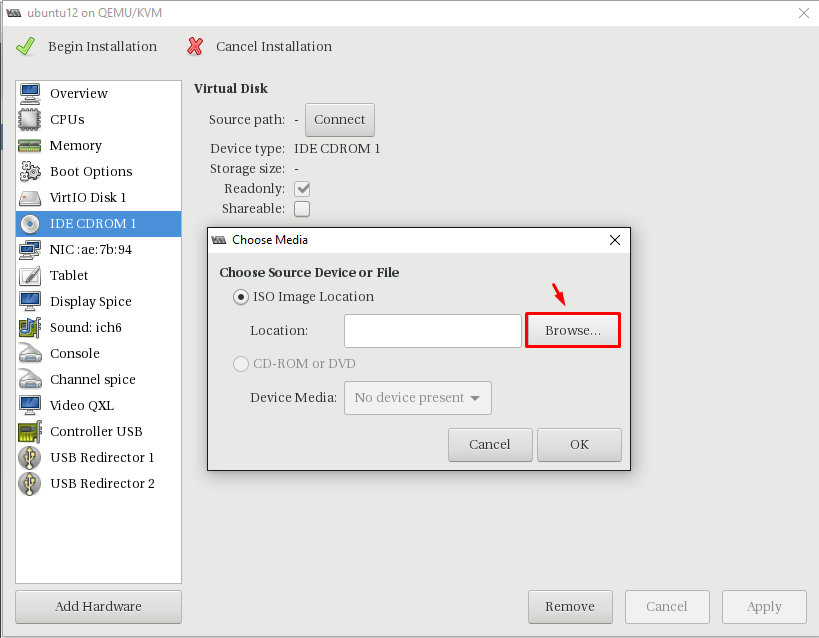 ubuntu12 on QEMU/KVM
Begin Installation
Cancel Installation
Overview
CPUs
Memory
Boot Options
VirtIO Disk 1
IDE CDROM 1
NIC :ae:7b:94
Tablet
Display Spice
Sound: ich6
Console
Channel spice
Video QXL
Controller USB
USB Redirector 1
USB Redirector 2
Add Hardware
Virtual Disk
Source path: - Connect
Device type: IDE CDROM 1
Storage size: -
Readonly:
Shareable:
Choose Media
Choose Source Device or File
ISO Image Location
Location: Browse...
CD-ROM or DVD
Device Media: No device present
Cancel OK
Remove Cancel Apply